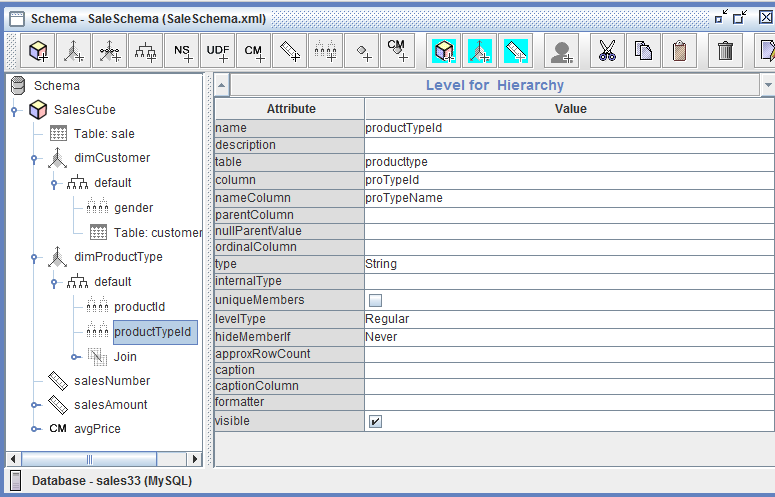 Schema - SaleSchema (SaleSchema.xml)
NS UDF CM CM
Schema
SalesCube
Table: sale
dimCustomer
default
gender
Table: customer
dimProductType
default
productId
productTypeId
Join
salesNumber
salesAmount
CM avgPrice
Level for Hierarchy
Attribute Value
name productTypeId
description
table producttype
column proTypeId
nameColumn proTypeName
parentColumn
nullParentValue
ordinalColumn
type String
internalType
uniqueMembers
levelType Regular
hideMemberIf Never
approxRowCount
caption
captionColumn
formatter
visible
Database - sales33 (MySQL)